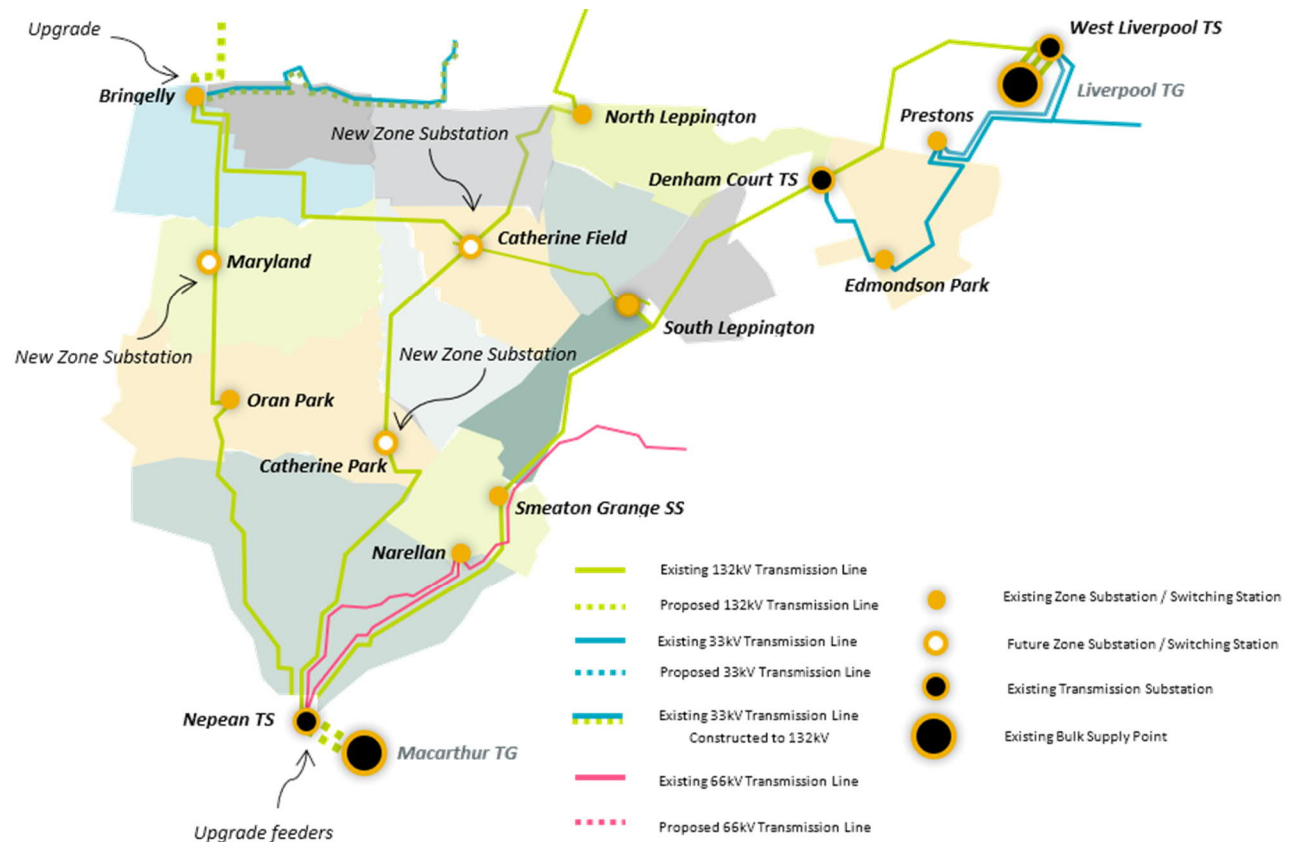 Upgrade
Bringelly
New Zone Substation
North Leppington
West Liverpool TS
Liverpool TG
Prestons
Denham Court TS
Catherine Field
Maryland
Edmondson Park
South Leppington
New Zone Substation
New Zone Substation
Oran Park
Catherine Park
Smeaton Grange SS
Narellan
Nepean TS
Macarthur TG
Upgrade feeders
Existing 132kV Transmission Line
Proposed 132kV Transmission Line
Existing 33kV Transmission Line
Proposed 33kV Transmission Line
Existing 33kV Transmission Line
Constructed to 132kV
Existing 66kV Transmission Line
Proposed 66kV Transmission Line
Existing Zone Substation / Switching Station
Future Zone Substation / Switching Station
Existing Transmission Substation
Existing Bulk Supply Point